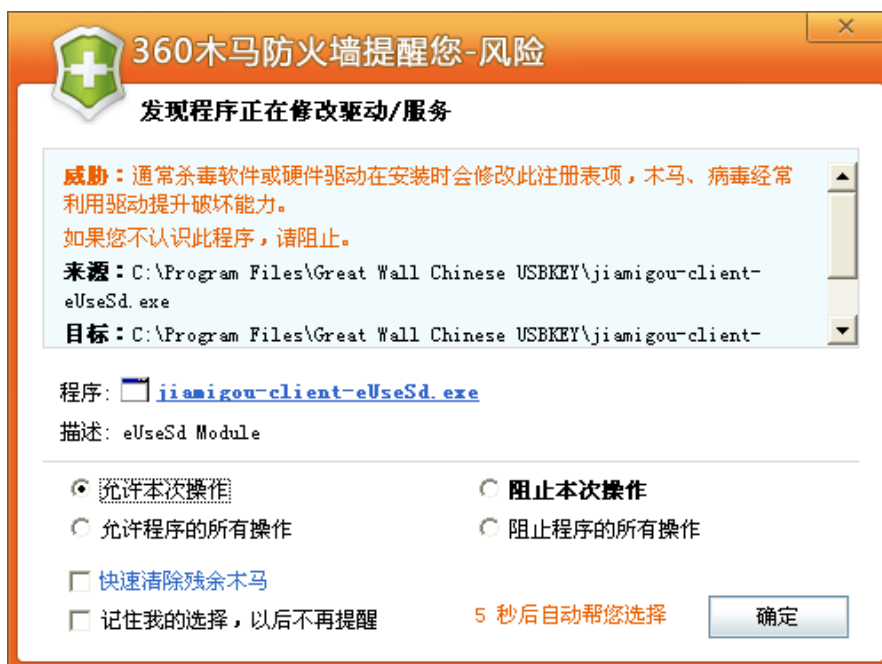 360木马防火墙提醒您-风险
发现程序正在修改驱动/服务
威胁：通常杀毒软件或硬件驱动在安装时会修改此注册表项，木马、病毒经常
利用驱动提升破坏能力。
如果您不认识此程序，请阻止。
来源：C:\Program Files\Great Wall Chinese USBKEY\jiamigou-client-
eUseSd.exe
目标：C:\Program Files\Great Wall Chinese USBKEY\jiamigou-client-
程序: jiamigou-client-eUseSd.exe
描述: eUseSd Module
允许本次操作 阻止本次操作
允许程序的所有操作 阻止程序的所有操作
快速清除残余木马
记住我的选择，以后不再提醒 5 秒后自动帮您选择 确定